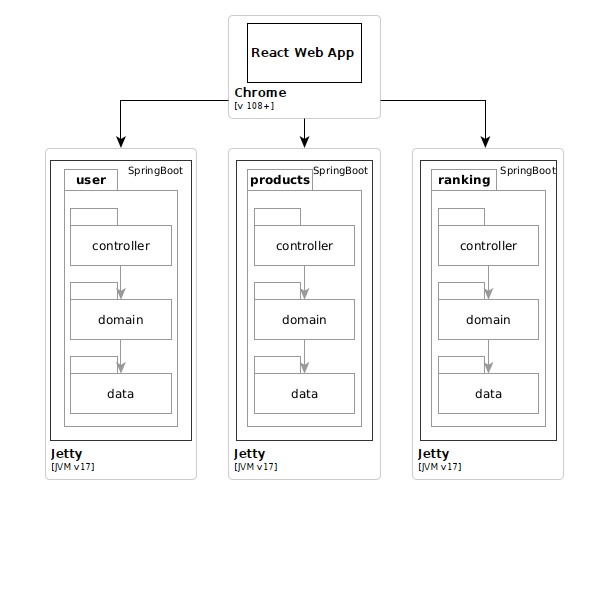 React Web App
Chrome
[v 108+]
user
SpringBoot
controller
domain
data
Jetty
[JVM v17]
products
SpringBoot
controller
domain
data
Jetty
[JVM v17]
ranking
SpringBoot
controller
domain
data
Jetty
[JVM v17]